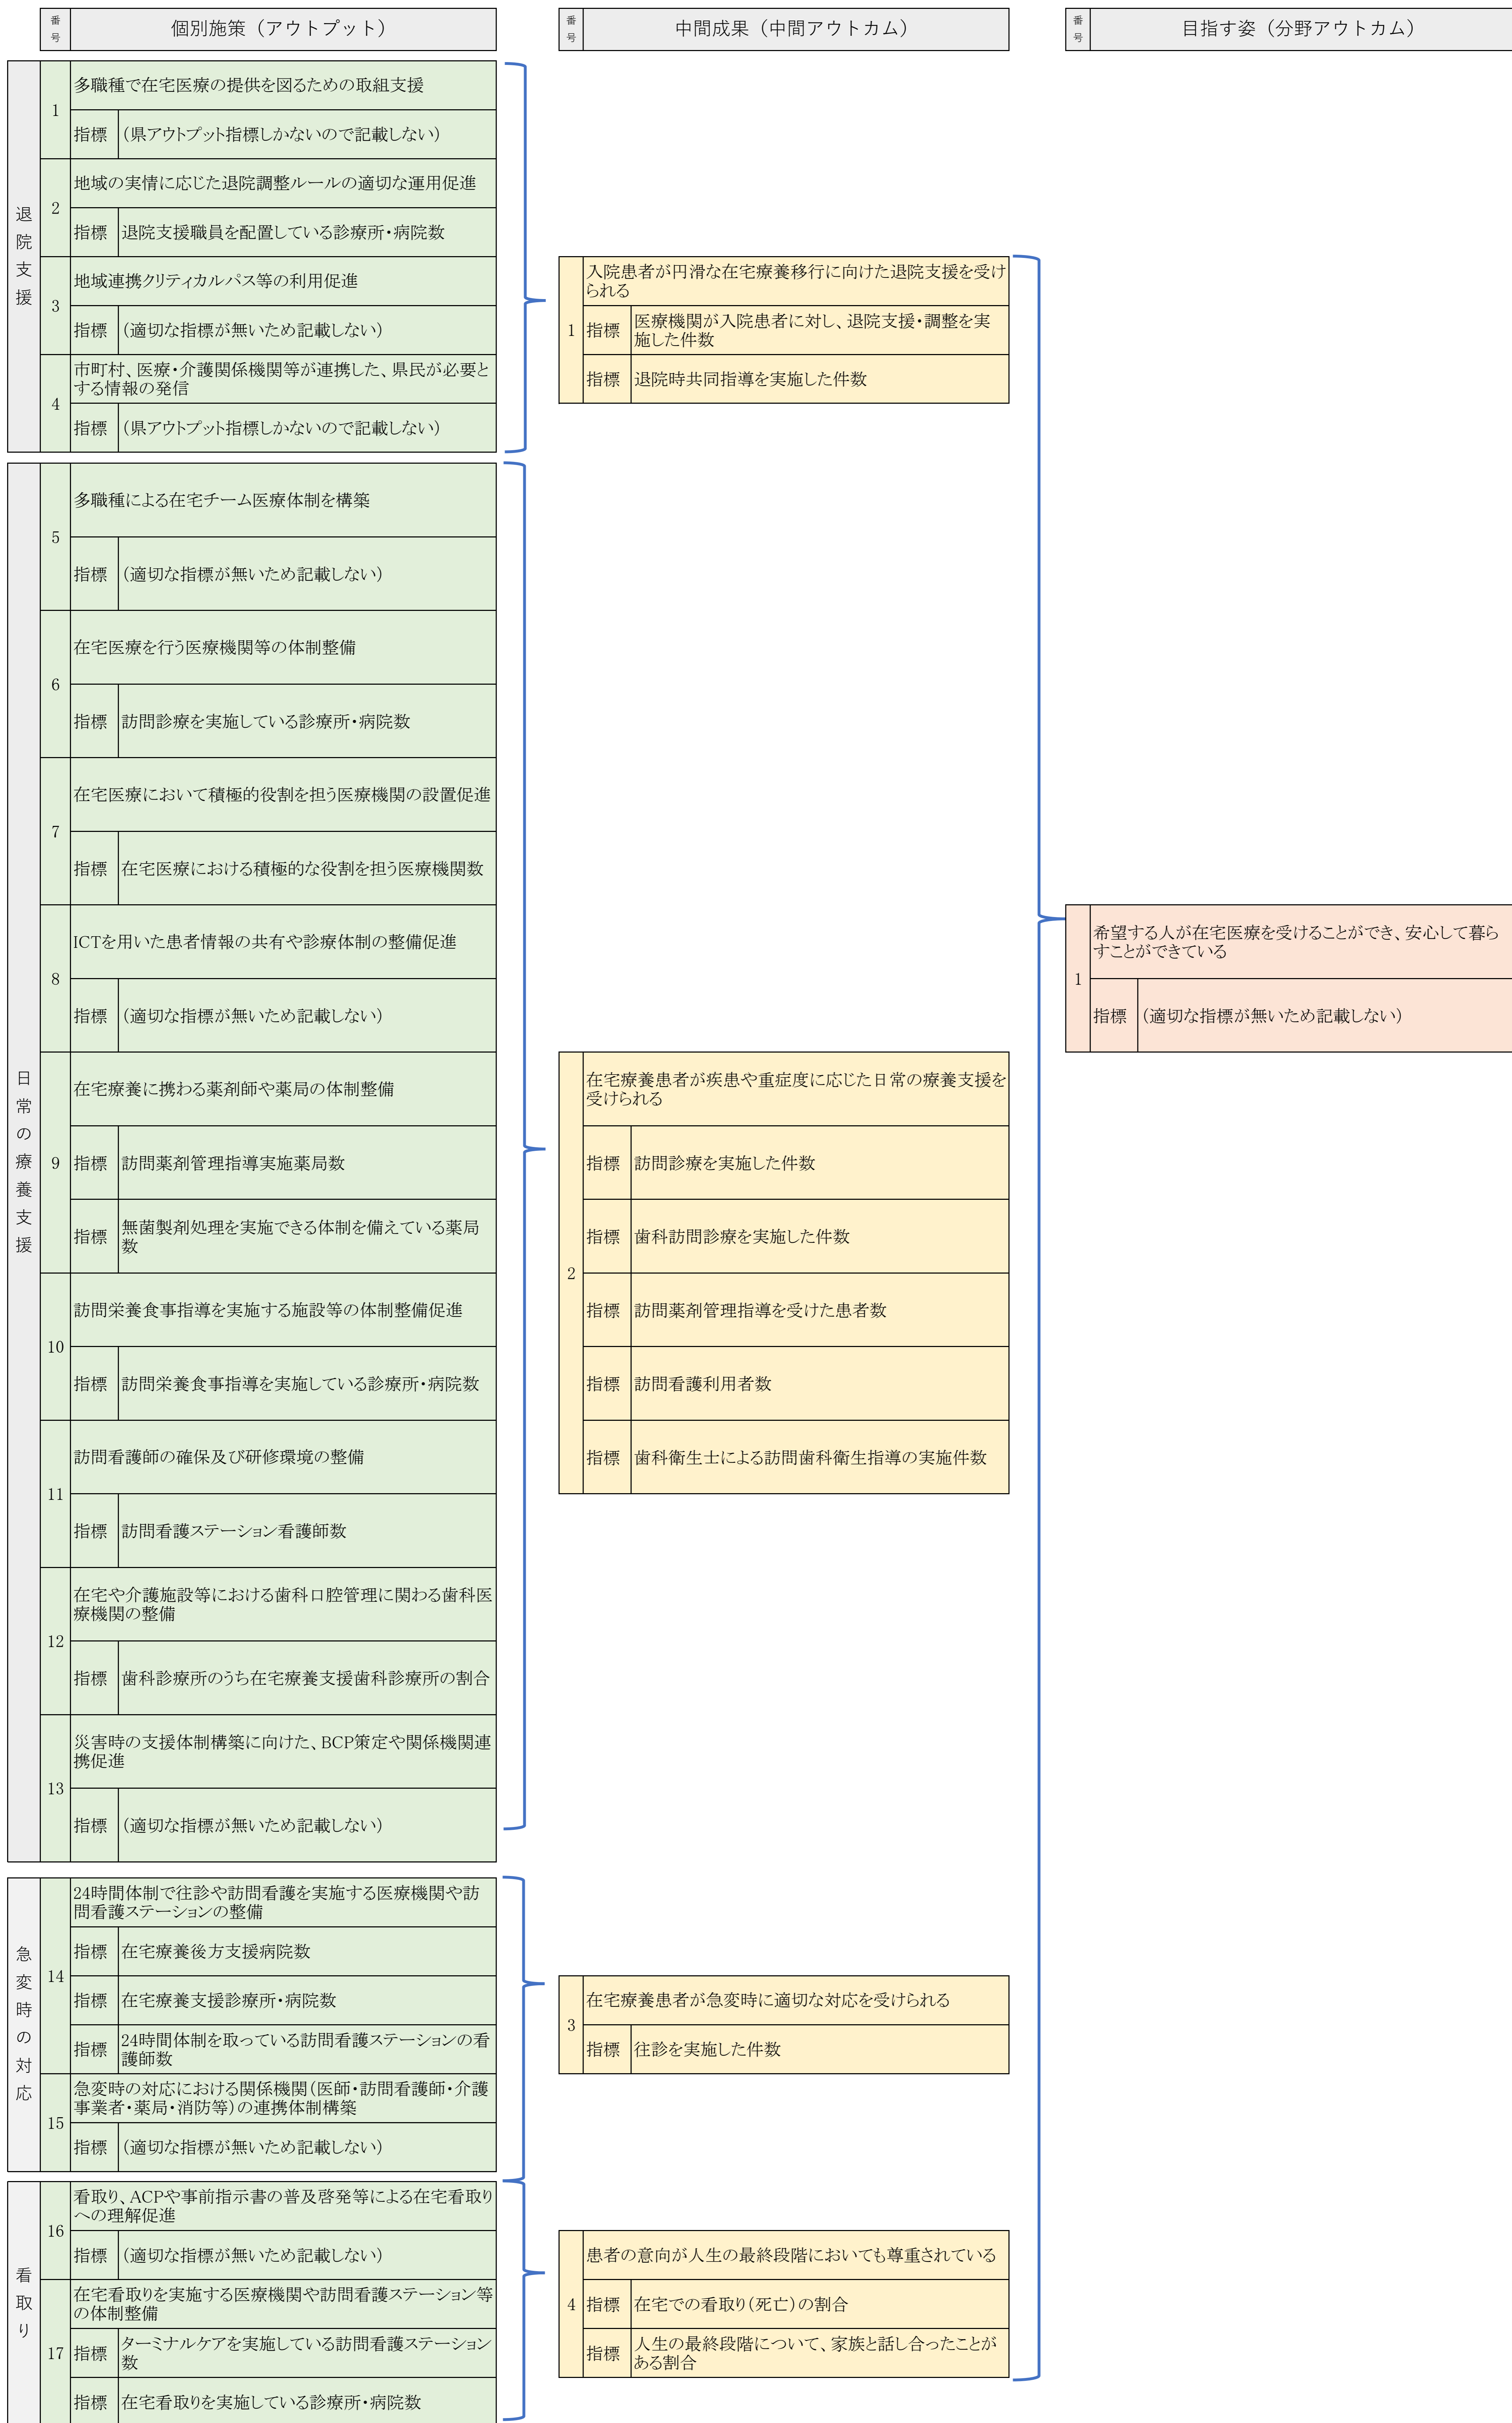 番号
個別施策（アウトプット）
番号
中間成果（中間アウトカム）
番号
目指す姿（分野アウトカム）
退院支援
1
多職種で在宅医療の提供を図るための取組支援
指標
（県アウトプット指標しかないので記載しない）
2
地域の実情に応じた退院調整ルールの適切な運用促進
指標
退院支援職員を配置している診療所・病院数
3
地域連携クリティカルパス等の利用促進
指標
（適切な指標が無いため記載しない）
4
市町村、医療・介護関係機関等が連携した、県民が必要と
する情報の発信
指標
（県アウトプット指標しかないので記載しない）
1
入院患者が円滑な在宅療養移行に向けた退院支援を受け
られる
指標
医療機関が入院患者に対し、退院支援・調整を実
施した件数
指標
退院時共同指導を実施した件数
日常の療養支援
5
多職種による在宅チーム医療体制を構築
指標
（適切な指標が無いため記載しない）
6
在宅医療を行う医療機関等の体制整備
指標
訪問診療を実施している診療所・病院数
7
在宅医療において積極的役割を担う医療機関の設置促進
指標
在宅医療における積極的な役割を担う医療機関数
8
ICTを用いた患者情報の共有や診療体制の整備促進
指標
（適切な指標が無いため記載しない）
9
在宅療養に携わる薬剤師や薬局の体制整備
指標
訪問薬剤管理指導実施薬局数
指標
無菌製剤処理を実施できる体制を備えている薬局
数
10
訪問栄養食事指導を実施する施設等の体制整備促進
指標
訪問栄養食事指導を実施している診療所・病院数
11
訪問看護師の確保及び研修環境の整備
指標
訪問看護ステーション看護師数
12
在宅や介護施設等における歯科口腔管理に関わる歯科医
療機関の整備
指標
歯科診療所のうち在宅療養支援歯科診療所の割合
13
災害時の支援体制構築に向けた、BCP策定や関係機関連
携促進
指標
（適切な指標が無いため記載しない）
2
在宅療養患者が疾患や重症度に応じた日常の療養支援を
受けられる
指標
訪問診療を実施した件数
指標
歯科訪問診療を実施した件数
指標
訪問薬剤管理指導を受けた患者数
指標
訪問看護利用者数
指標
歯科衛生士による訪問歯科衛生指導の実施件数
1
希望する人が在宅医療を受けることができ、安心して暮ら
すことができている
指標
（適切な指標が無いため記載しない）
急変時の対応
14
24時間体制で往診や訪問看護を実施する医療機関や訪
問看護ステーションの整備
指標
在宅療養後方支援病院数
指標
在宅療養支援診療所・病院数
指標
24時間体制を取っている訪問看護ステーションの看
護師数
15
急変時の対応における関係機関（医師・訪問看護師・介護
事業者・薬局・消防等）の連携体制構築
指標
（適切な指標が無いため記載しない）
3
在宅療養患者が急変時に適切な対応を受けられる
指標
往診を実施した件数
看取り
16
看取り、ACPや事前指示書の普及啓発等による在宅看取り
への理解促進
指標
（適切な指標が無いため記載しない）
17
在宅看取りを実施する医療機関や訪問看護ステーション等
の体制整備
指標
ターミナルケアを実施している訪問看護ステーション
数
指標
在宅看取りを実施している診療所・病院数
4
患者の意向が人生の最終段階においても尊重されている
指標
在宅での看取り（死亡）の割合
指標
人生の最終段階について、家族と話し合ったことが
ある割合